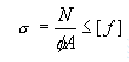 σ = N / ϕA ≤ [ f ]